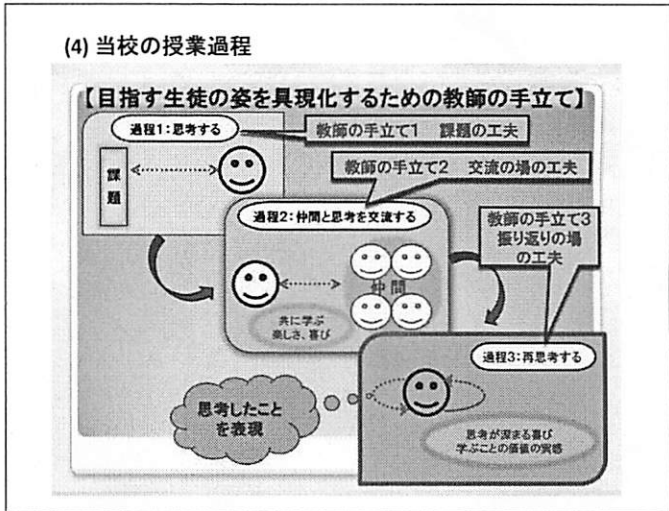 (4) 当校の授業過程
【目指す生徒の姿を具現化するための教師の手立て】
過程1:思考する
教師の手立て1 課題の工夫
課
題
教師の手立て2 交流の場の工夫
過程2:仲間と思考を交流する
仲間
共に学ぶ
楽しさ、喜び
教師の手立て3
振り返りの場
の工夫
過程3:再思考する
思考したこと
を表現
思考が深まる喜び
学ぶことの価値の実感